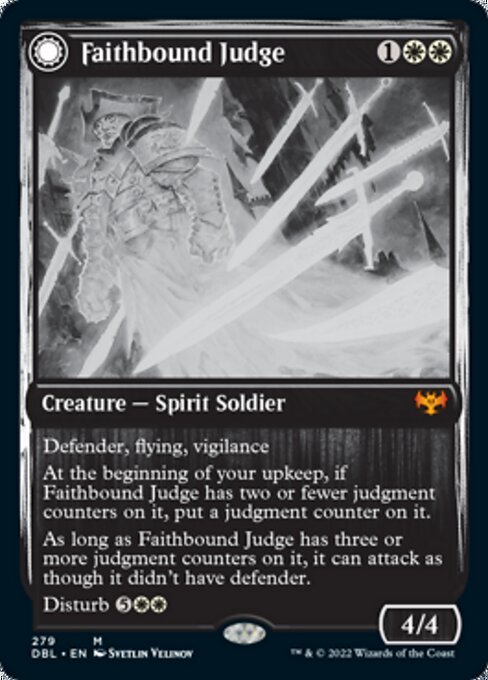 Faithbound Judge 1
Creature — Spirit Soldier
Defender, flying, vigilance
At the beginning of your upkeep, if
Faithbound Judge has two or fewer judgment
counters on it, put a judgment counter on it.
As long as Faithbound Judge has three or
more judgment counters on it, it can attack as
though it didn't have defender.
Disturb 5
4/4
279 M
DBL • EN SVETLIN VELINOV ™ & © 2022 Wizards of the Coast